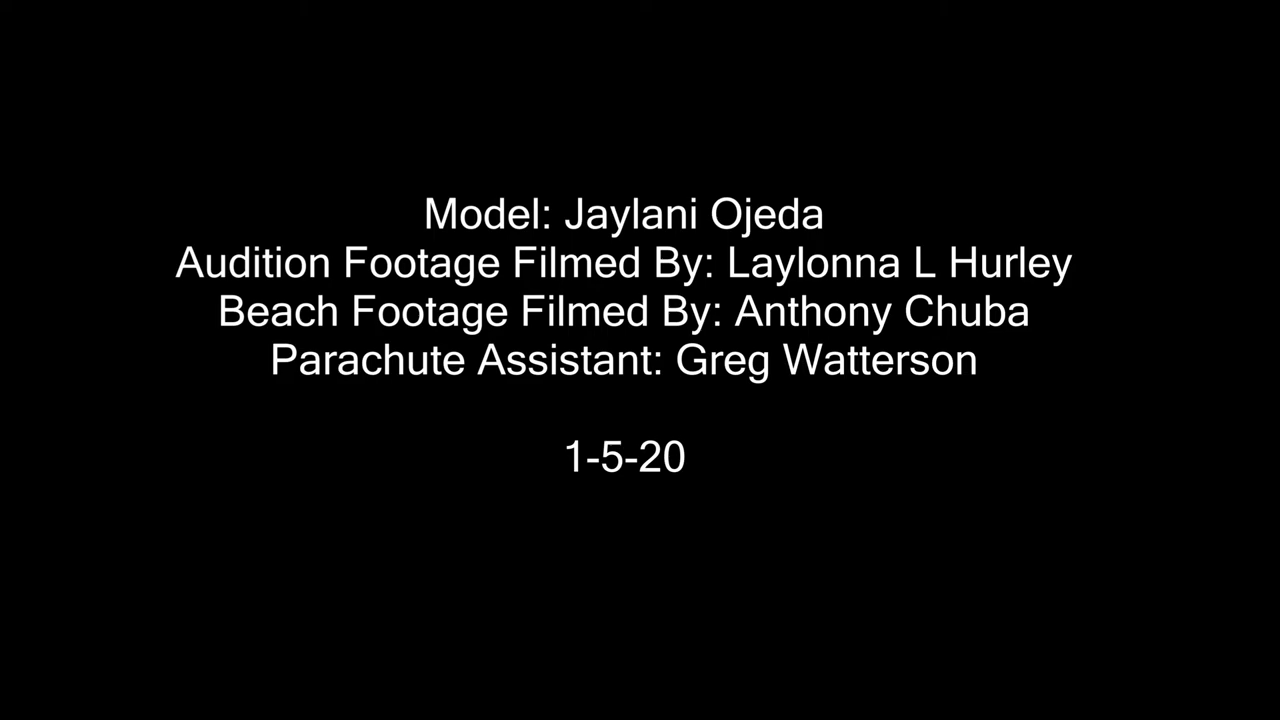 Model: Jaylani Ojeda
Audition Footage Filmed By: Laylonna L Hurley
Beach Footage Filmed By: Anthony Chuba
Parachute Assistant: Greg Watterson
1-5-20